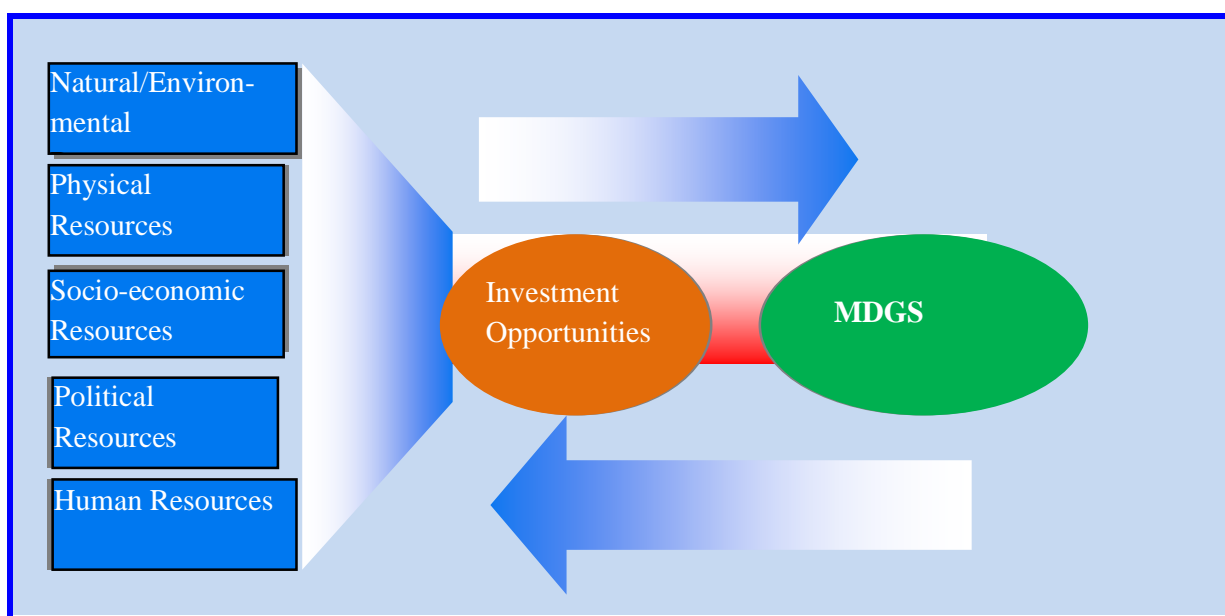 Natural/Environ-
mental
Physical
Resources
Socio-economic
Resources
Political
Resources
Human Resources
Investment
Opportunities
MDGS